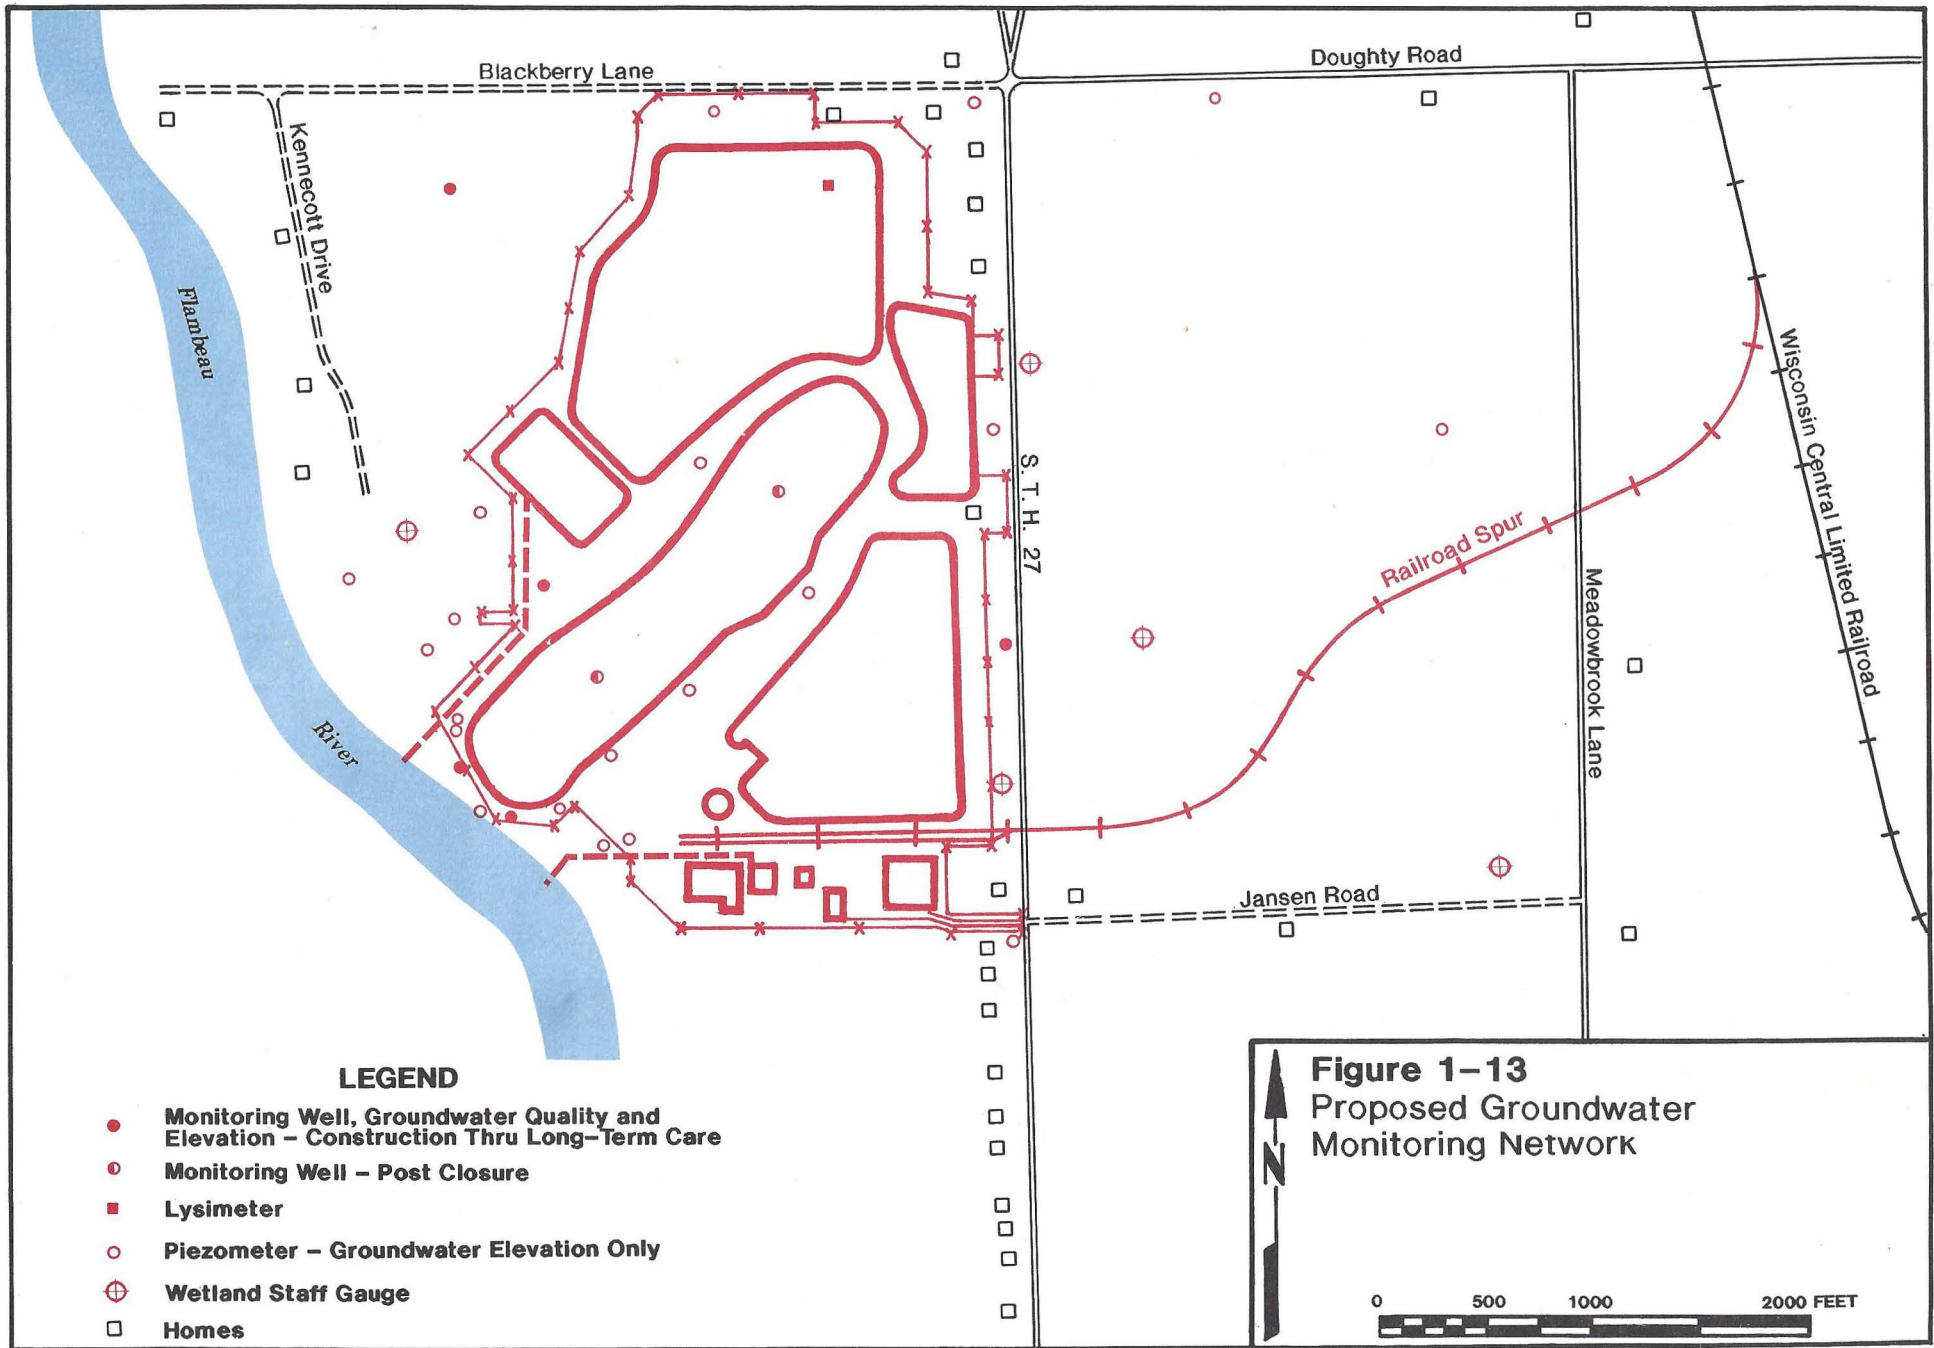 Blackberry Lane
Doughty Road
Kennecott Drive
Flambeau
River
S. T. H. 27
Railroad Spur
Wisconsin Central Limited Railroad
Meadowbrook Lane
Jansen Road
LEGEND
Monitoring Well, Groundwater Quality and
Elevation – Construction Thru Long–Term Care
Monitoring Well – Post Closure
Lysimeter
Piezometer – Groundwater Elevation Only
Wetland Staff Gauge
Homes
N
Figure 1–13
Proposed Groundwater
Monitoring Network
0 500 1000 2000 FEET